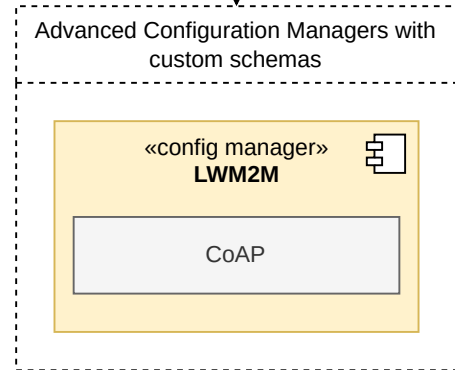 Advanced Configuration Managers with
custom schemas
«config manager»
LWM2M
CoAP